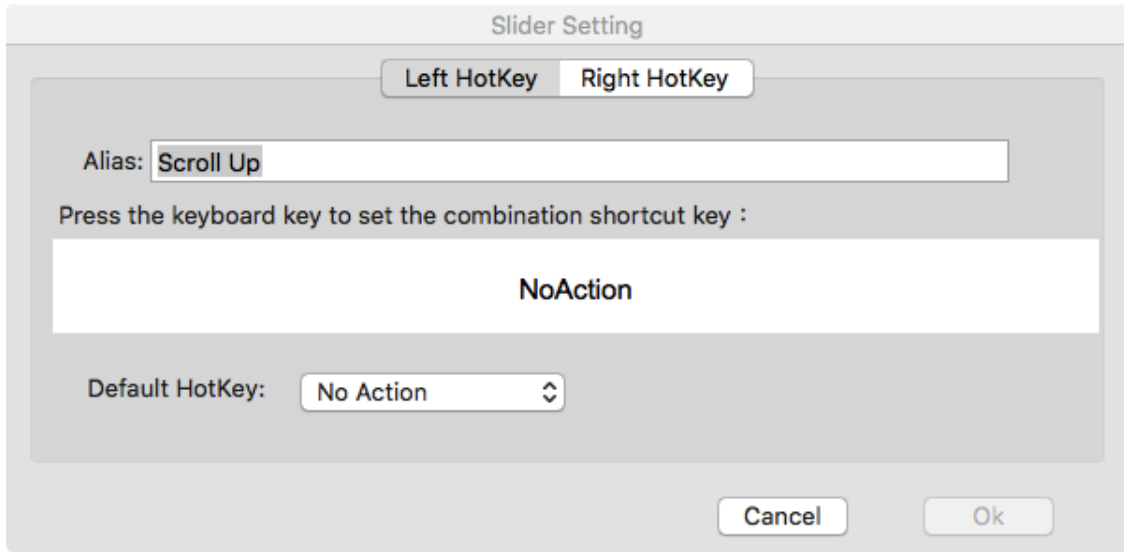 Slider Setting
Left HotKey Right HotKey
Alias: Scroll Up
Press the keyboard key to set the combination shortcut key：
NoAction
Default HotKey: No Action
Cancel Ok